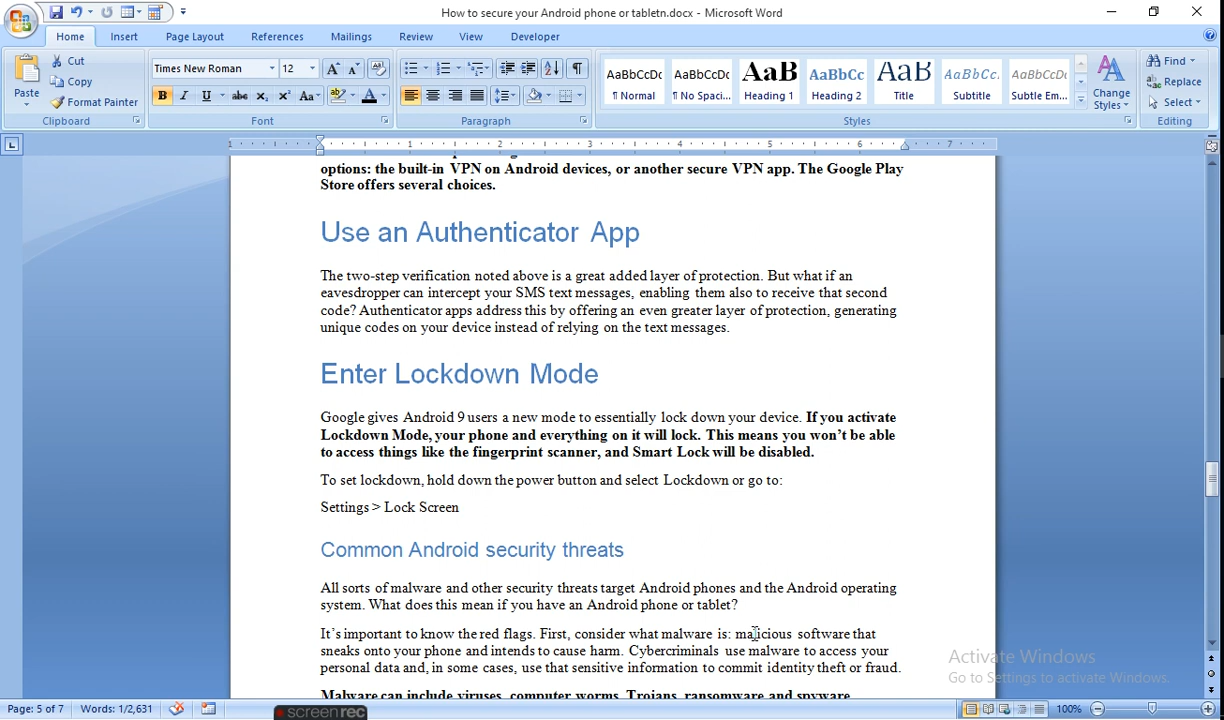 How to secure your Android phone or tabletn.docx - Microsoft Word
Home Insert Page Layout References Mailings Review View Developer
Paste
Cut
Copy
Format Painter
Clipboard
Times New Roman 12
Font
Paragraph
AaBbCcDc AaBbCcDc AaB AaBbCc AaB AaBbCc. AaBbCcDc
¶ Normal ¶ No Spaci... Heading 1 Heading 2 Title Subtitle Subtle Em...
Change Styles
Styles
Find
Replace
Select
Editing
options: the built-in VPN on Android devices, or another secure VPN app. The Google Play
Store offers several choices.
Use an Authenticator App
The two-step verification noted above is a great added layer of protection. But what if an
eavesdropper can intercept your SMS text messages, enabling them also to receive that second
code? Authenticator apps address this by offering an even greater layer of protection, generating
unique codes on your device instead of relying on the text messages.
Enter Lockdown Mode
Google gives Android 9 users a new mode to essentially lock down your device. If you activate
Lockdown Mode, your phone and everything on it will lock. This means you won't be able
to access things like the fingerprint scanner, and Smart Lock will be disabled.
To set lockdown, hold down the power button and select Lockdown or go to:
Settings > Lock Screen
Common Android security threats
All sorts of malware and other security threats target Android phones and the Android operating
system. What does this mean if you have an Android phone or tablet?
It's important to know the red flags. First, consider what malware is: malicious software that
sneaks onto your phone and intends to cause harm. Cybercriminals use malware to access your
personal data and, in some cases, use that sensitive information to commit identity theft or fraud.
Malware can include viruses, computer worms, Trojans, ransomware and spyware
Activate Windows
Go to Settings to activate Windows.
Page: 5 of 7 Words: 1/2,631 100%
screenrec